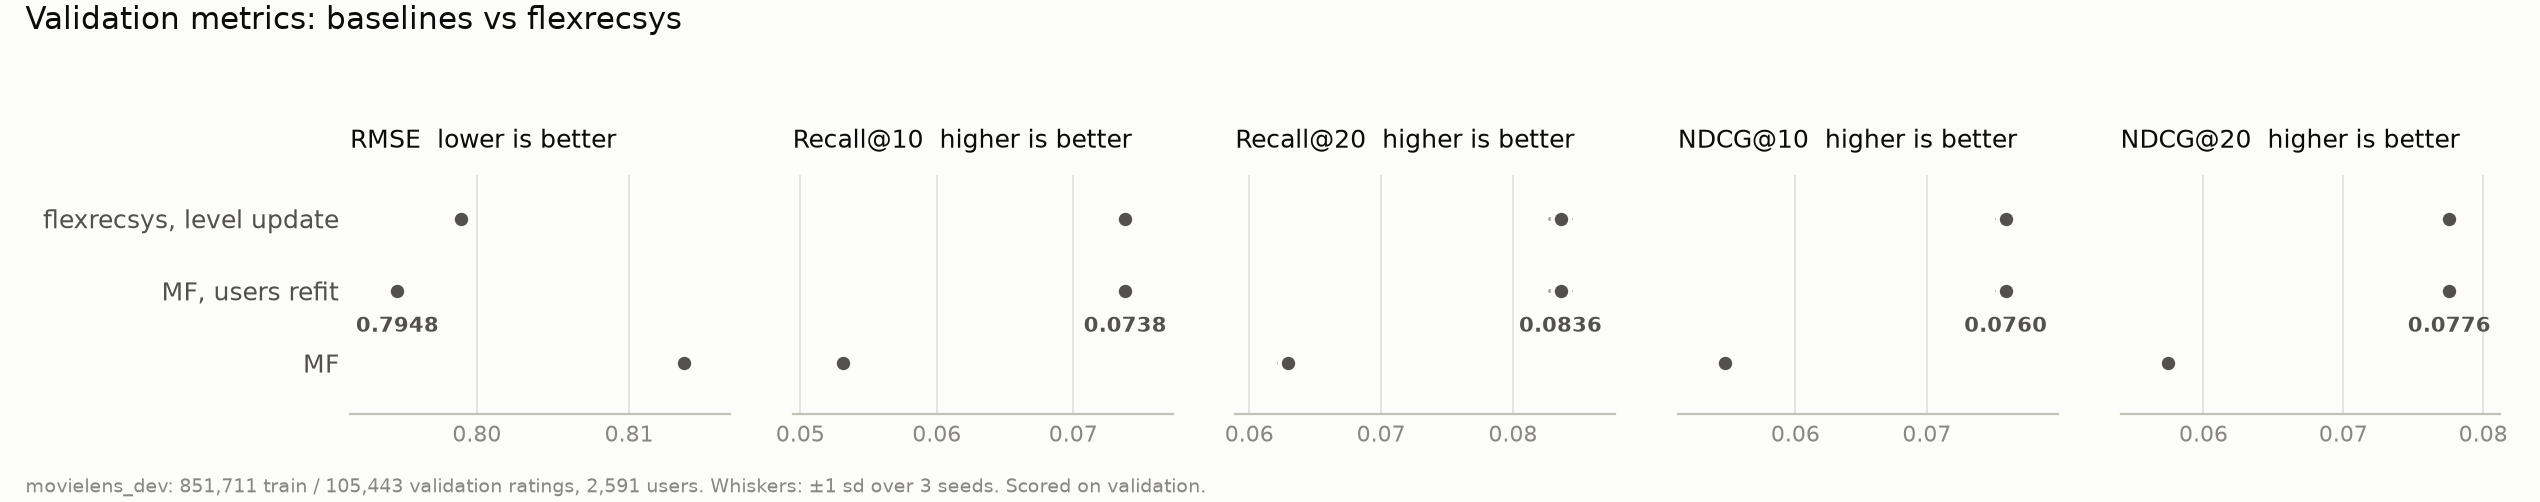 Validation metrics: baselines vs flexrecsys
RMSE  lower is better
Recall@10  higher is better
Recall@20  higher is better
NDCG@10  higher is better
NDCG@20  higher is better
flexrecsys, level update
MF, users refit
0.7948
0.0738
0.0836
0.0760
0.0776
MF
0.80 0.81
0.05 0.06 0.07
0.06 0.07 0.08
0.06 0.07
0.06 0.07 0.08
movielens_dev: 851,711 train / 105,443 validation ratings, 2,591 users. Whiskers: ±1 sd over 3 seeds. Scored on validation.